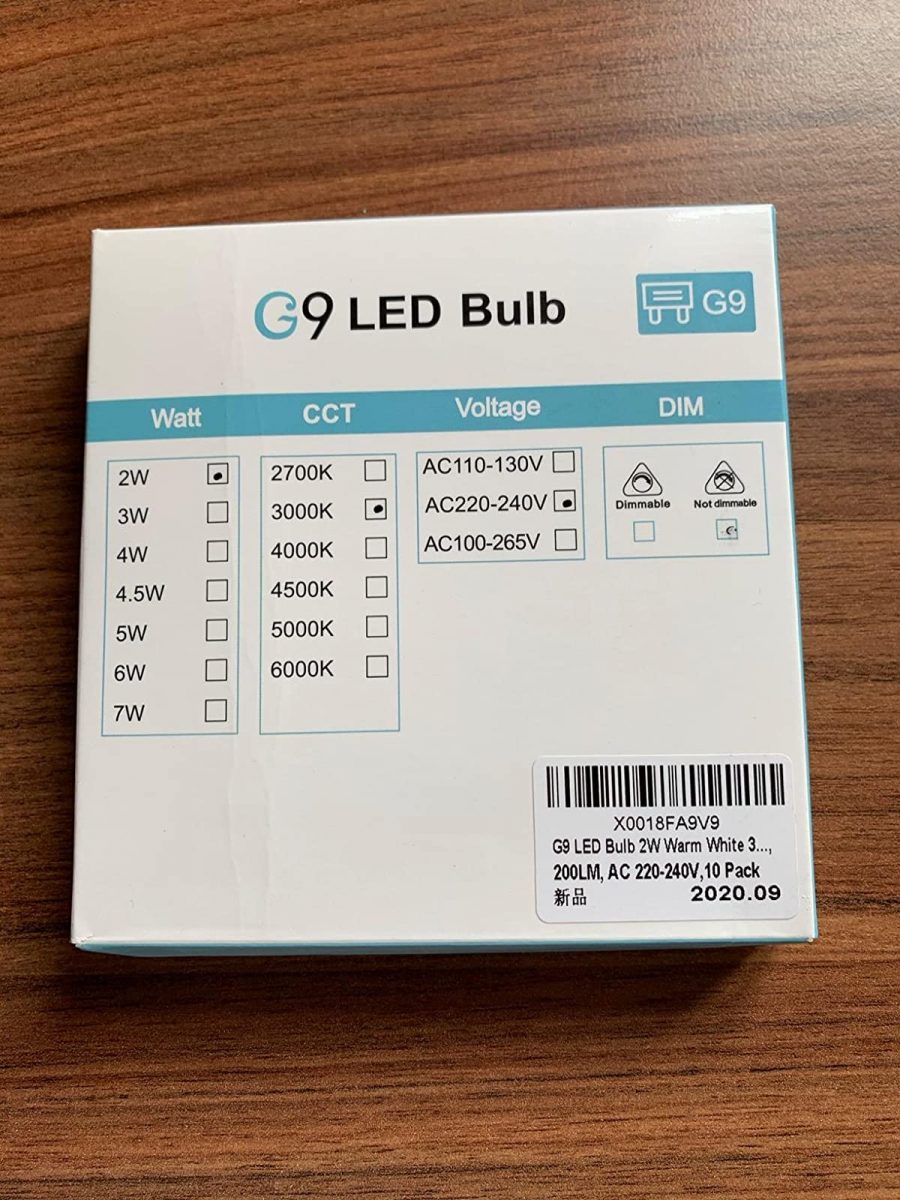 G9 LED Bulb
G9
Watt CCT Voltage DIM
2W
3W
4W
4.5W
5W
6W
7W
2700K
3000K
4000K
4500K
5000K
6000K
AC110-130V
AC220-240V
AC100-265V
Dimmable
Not dimmable
X0018FA9V9
G9 LED Bulb 2W Warm White 3...,
200LM, AC 220-240V,10 Pack
新品 2020.09